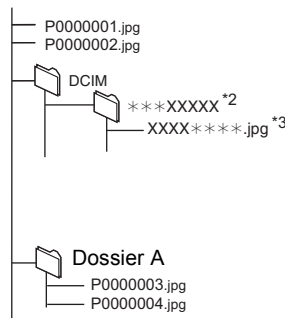 P0000001.jpg
P0000002.jpg
DCIM
***XXXXX *2
XXXX****.jpg *3
Dossier A
P0000003.jpg
P0000004.jpg